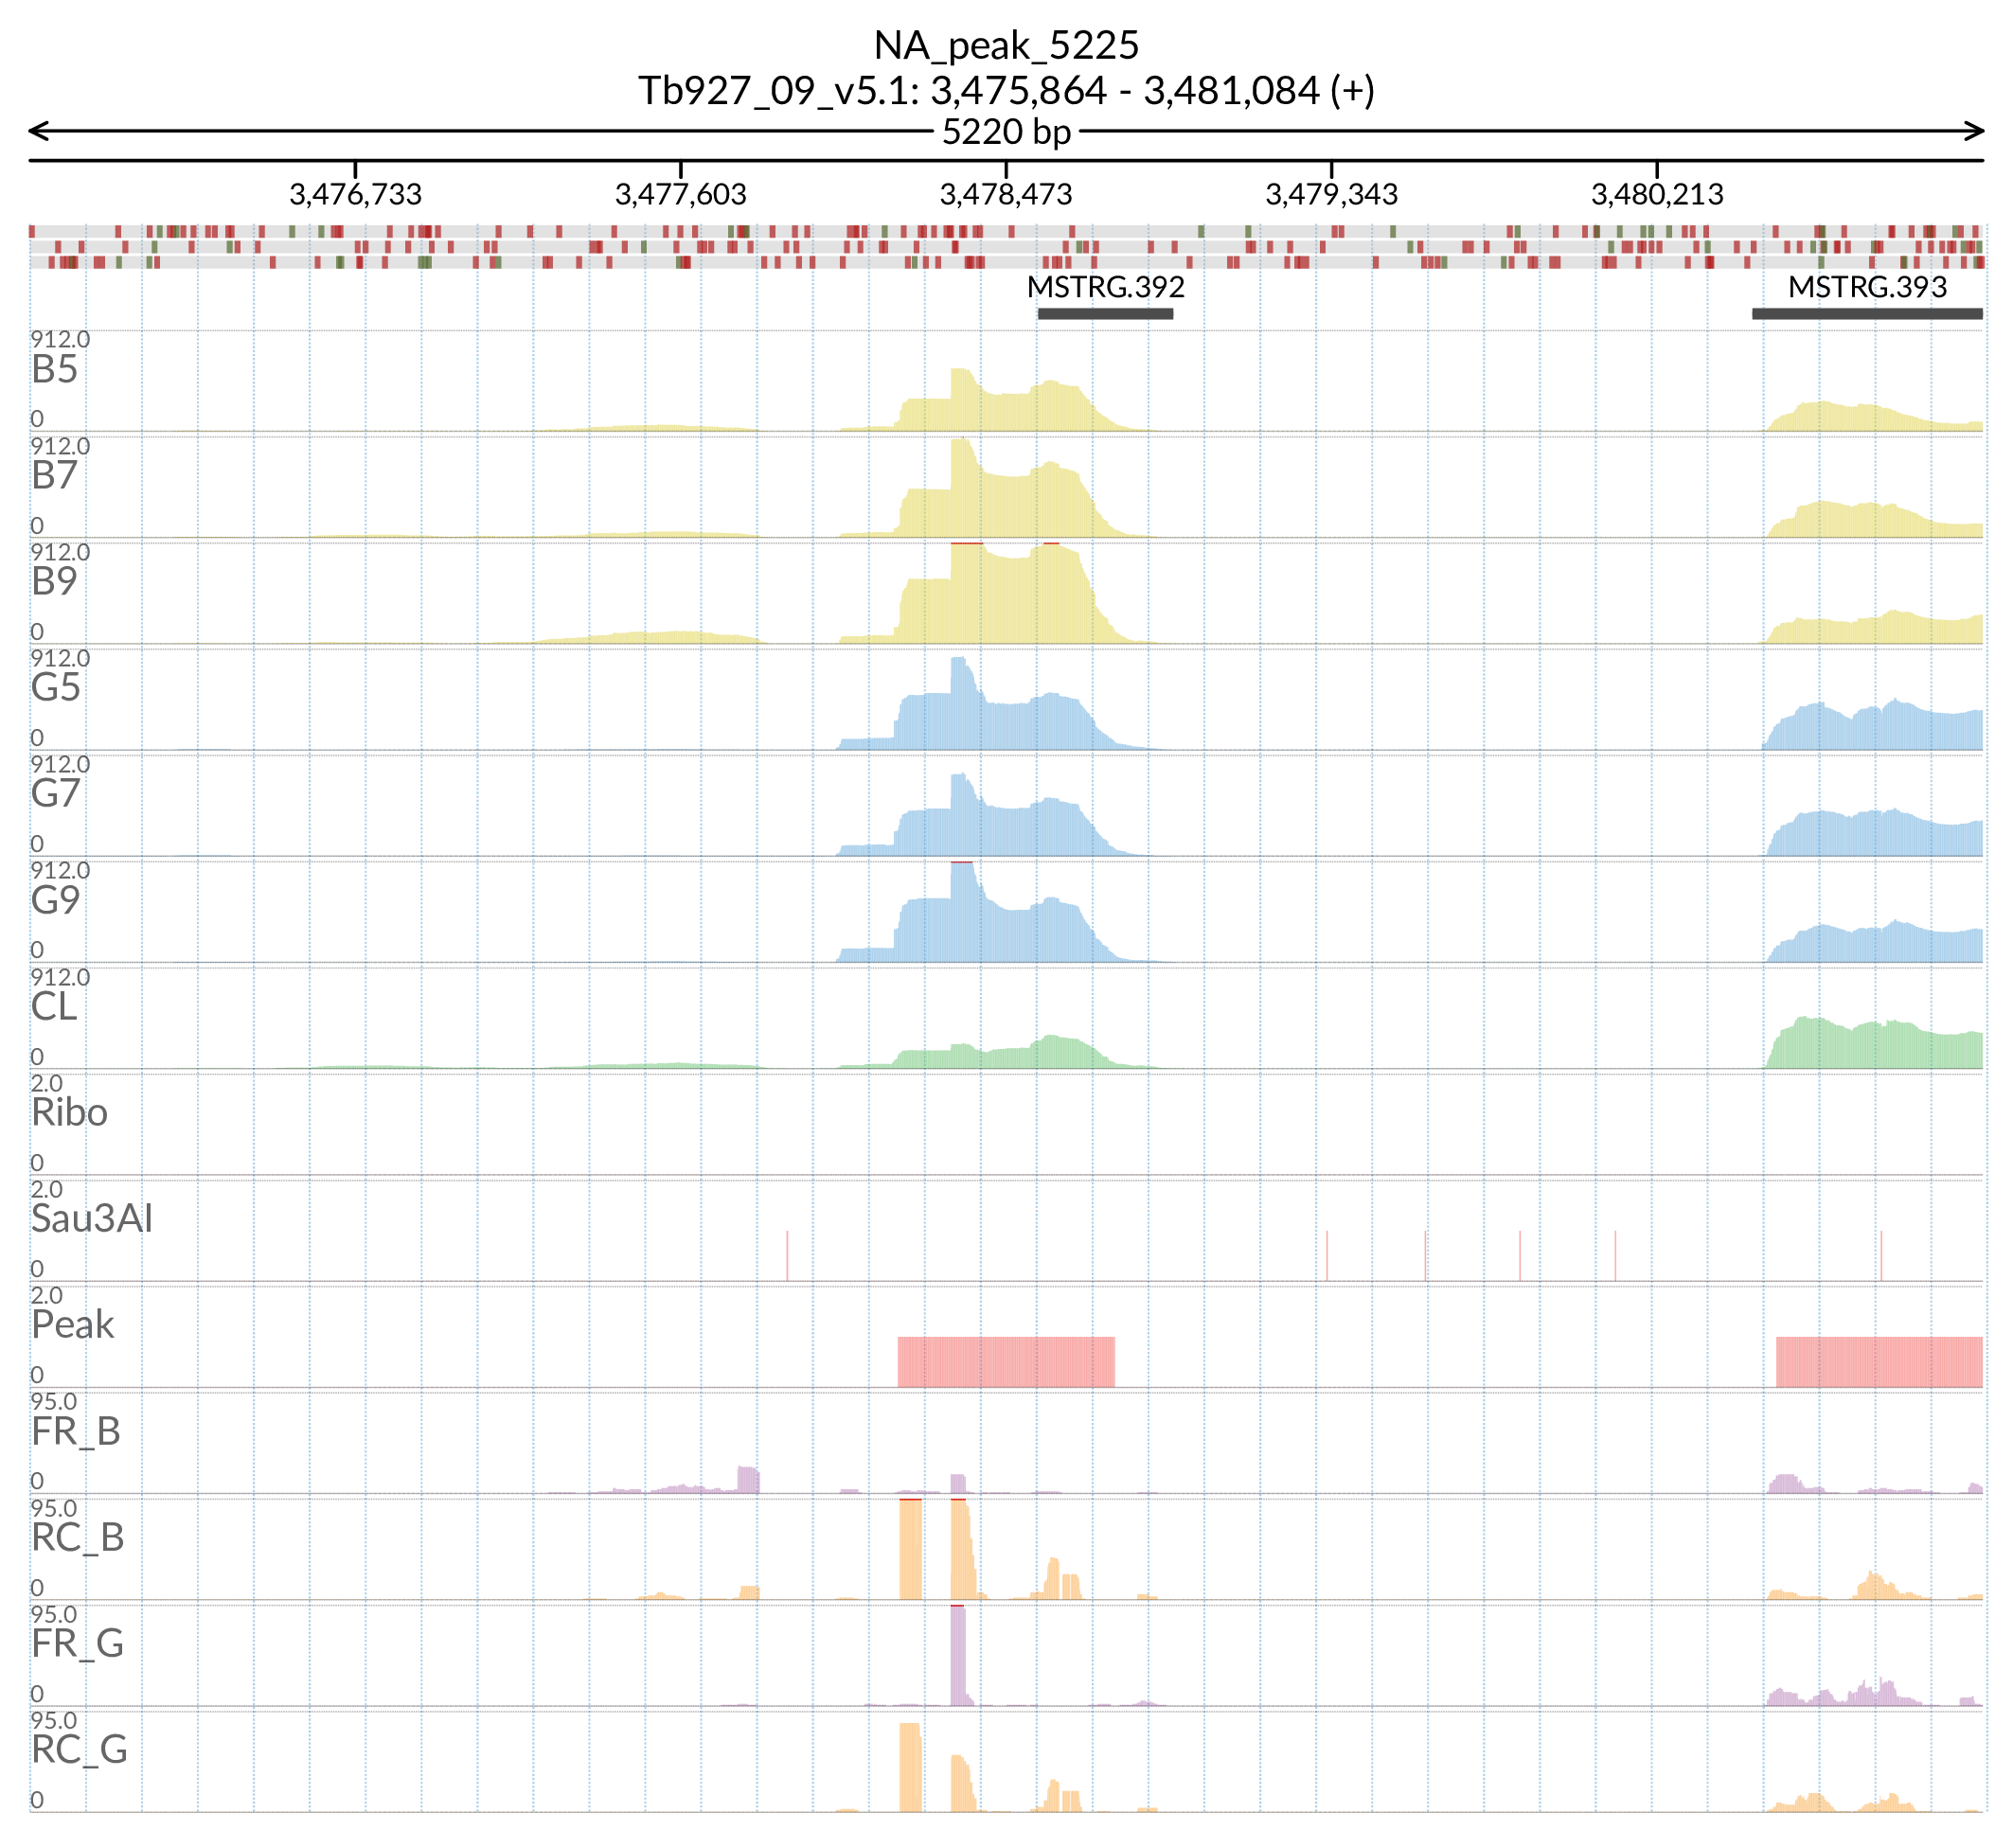 NA_peak_5225
Tb927_09_v5.1: 3,475,864 - 3,481,084 (+)
5220 bp
3,476,733 3,477,603 3,478,473 3,479,343 3,480,213
MSTRG.392 MSTRG.393
912.0
B5
0
912.0
B7
0
912.0
B9
0
912.0
G5
0
912.0
G7
0
912.0
G9
0
912.0
CL
0
2.0
Ribo
0
2.0
Sau3AI
0
2.0
Peak
0
95.0
FR_B
0
95.0
RC_B
0
95.0
FR_G
0
95.0
RC_G
0